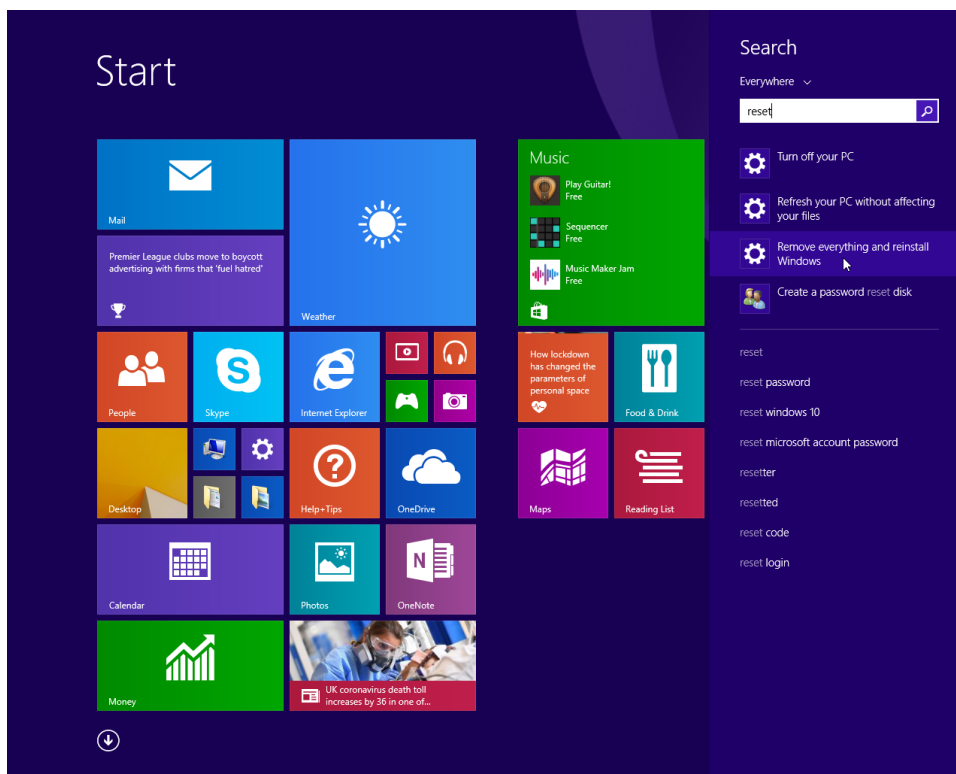 Start
Mail
Premier League clubs move to boycott
advertising with firms that 'fuel hatred'
Weather
People
Skype
Internet Explorer
Desktop
Help+Tips
OneDrive
Calendar
Photos
OneNote
Money
UK coronavirus death toll
increases by 36 in one of...
Music
Play Guitar!
Free
Sequencer
Free
Music Maker Jam
Free
How lockdown
has changed the
parameters of
personal space
Food & Drink
Maps
Reading List
Search
Everywhere
reset
Turn off your PC
Refresh your PC without affecting
your files
Remove everything and reinstall
Windows
Create a password reset disk
reset
reset password
reset windows 10
reset microsoft account password
resetter
resetted
reset code
reset login